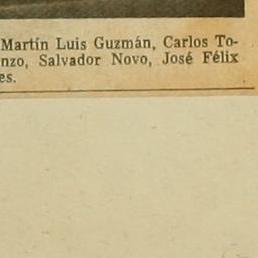 Martín Luis Guzmán, Carlos To-
nzo, Salvador Novo, José Félix
es.